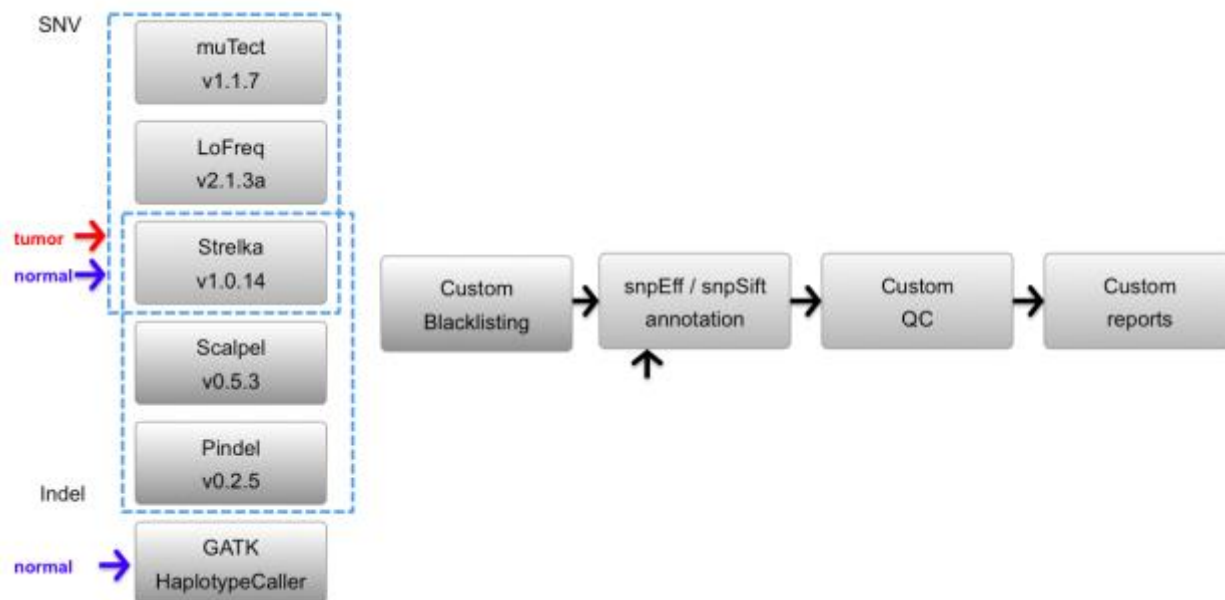 SNV
muTect
v1.1.7
LoFreq
v2.1.3a
tumor
normal
Strelka
v1.0.14
Scalpel
v0.5.3
Pindel
v0.2.5
Indel
normal
GATK
HaplotypeCaller
Custom
Blacklisting
snpEff / snpSift
annotation
Custom
QC
Custom
reports